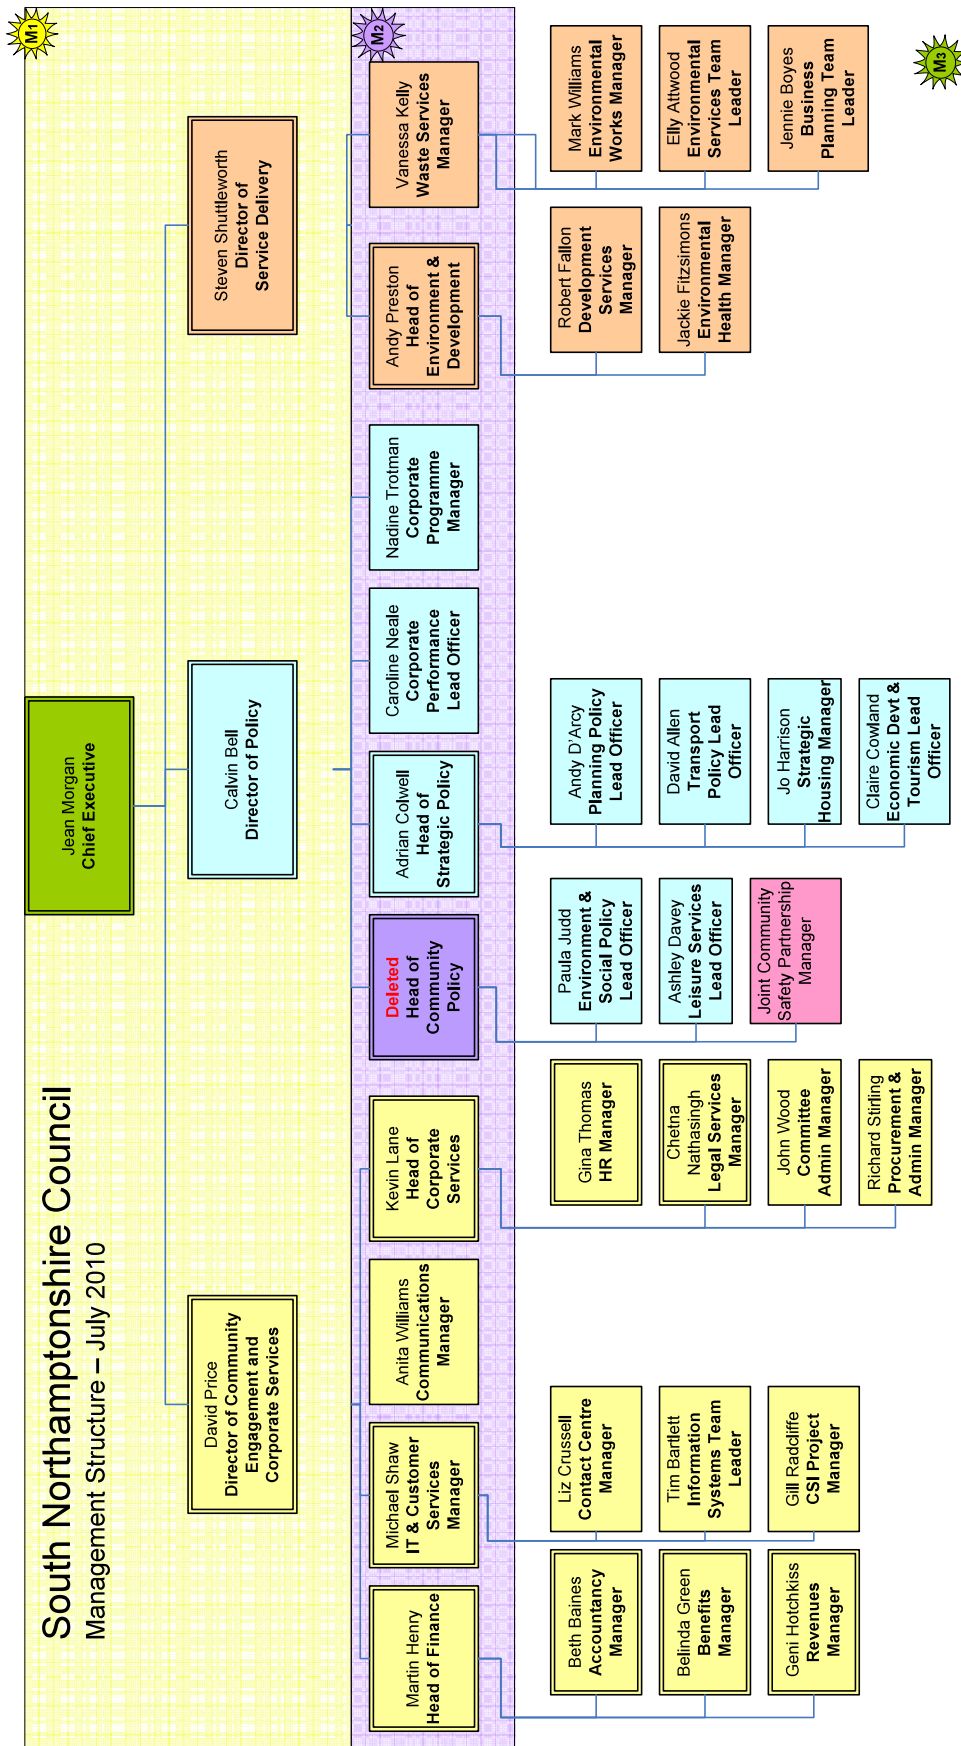 South Northamptonshire Council
Management Structure – July 2010
M1
Jean Morgan
Chief Executive
David Price
Director of Community
Engagement and
Corporate Services
Calvin Bell
Director of Policy
Steven Shuttleworth
Director of
Service Delivery
M2
Martin Henry
Head of Finance
Michael Shaw
IT & Customer
Services
Manager
Anita Williams
Communications
Manager
Kevin Lane
Head of
Corporate
Services
Deleted
Head of
Community
Policy
Adrian Colwell
Head of
Strategic Policy
Caroline Neale
Corporate
Performance
Lead Officer
Nadine Trotman
Corporate
Programme
Manager
Andy Preston
Head of
Environment &
Development
Vanessa Kelly
Waste Services
Manager
M3
Beth Baines
Accountancy
Manager
Belinda Green
Benefits
Manager
Geni Hotchkiss
Revenues
Manager
Liz Crussell
Contact Centre
Manager
Tim Bartlett
Information
Systems Team
Leader
Gill Radcliffe
CSI Project
Manager
Gina Thomas
HR Manager
Chetna
Nathasingh
Legal Services
Manager
John Wood
Committee
Admin Manager
Richard Stirling
Procurement &
Admin Manager
Paula Judd
Environment &
Social Policy
Lead Officer
Ashley Davey
Leisure Services
Lead Officer
Joint Community
Safety Partnership
Manager
Andy D'Arcy
Planning Policy
Lead Officer
David Allen
Transport
Policy Lead
Officer
Jo Harrison
Strategic
Housing Manager
Claire Cowland
Economic Devt &
Tourism Lead
Officer
Robert Fallon
Development
Services
Manager
Jackie Fitzsimons
Environmental
Health Manager
Mark Williams
Environmental
Works Manager
Elly Attwood
Environmental
Services Team
Leader
Jennie Boyes
Business
Planning Team
Leader